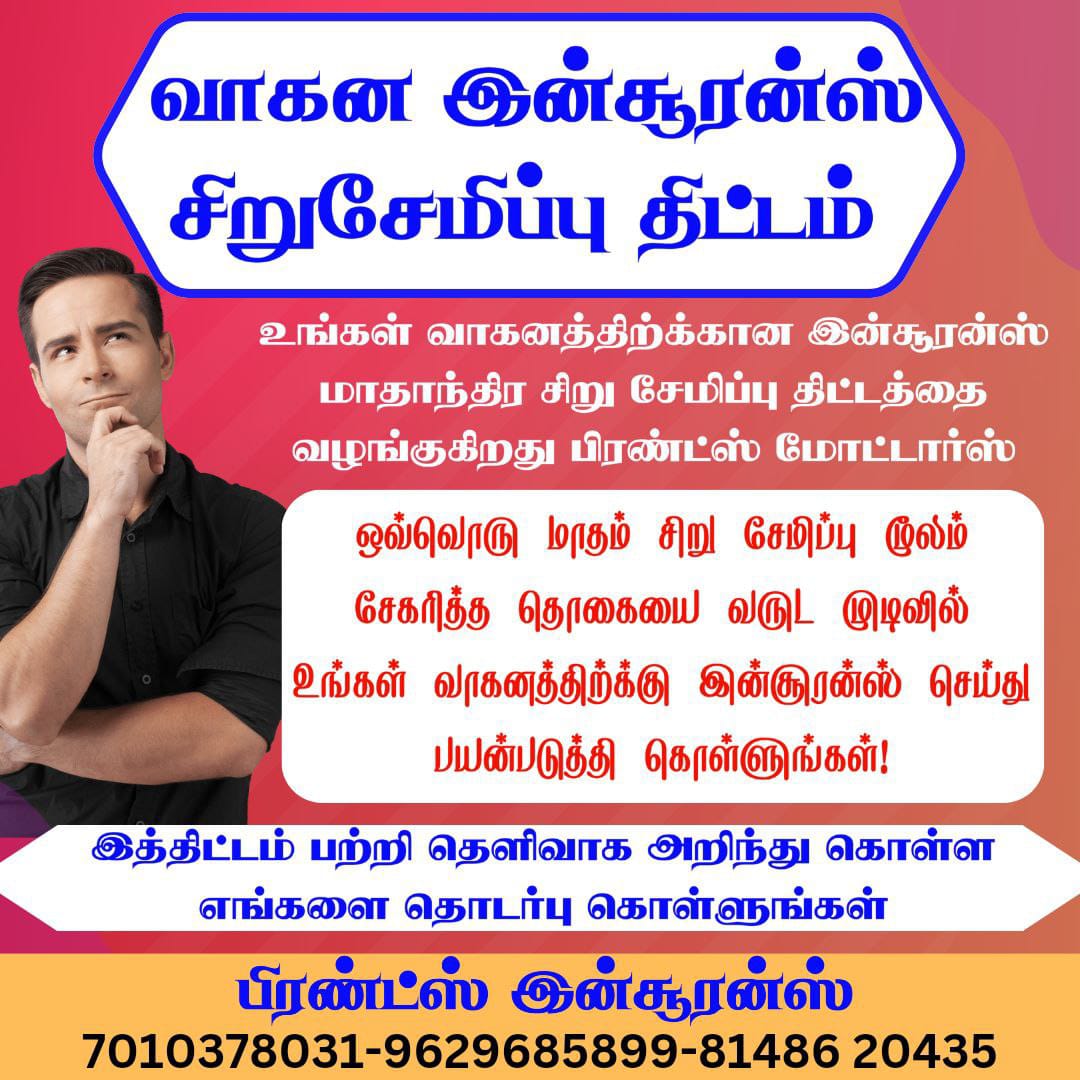 வாகன இன்சூரன்ஸ்
சிறுசேமிப்பு திட்டம்
உங்கள் வாகனத்திற்க்கான இன்சூரன்ஸ்
மாதாந்திர சிறு சேமிப்பு திட்டத்தை
வழங்குகிறது பிரண்ட்ஸ் மோட்டார்ஸ்
ஒவ்வொரு மாதம் சிறு சேமிப்பு மூலம்
சேகரித்த தொகையை வருட முடிவில்
உங்கள் வாகனத்திற்க்கு இன்சூரன்ஸ் செய்து
பயன்படுத்தி கொள்ளுங்கள்!
இத்திட்டம் பற்றி தெளிவாக அறிந்து கொள்ள
எங்களை தொடர்பு கொள்ளுங்கள்
பிரண்ட்ஸ் இன்சூரன்ஸ்
7010378031-9629685899-81486 20435